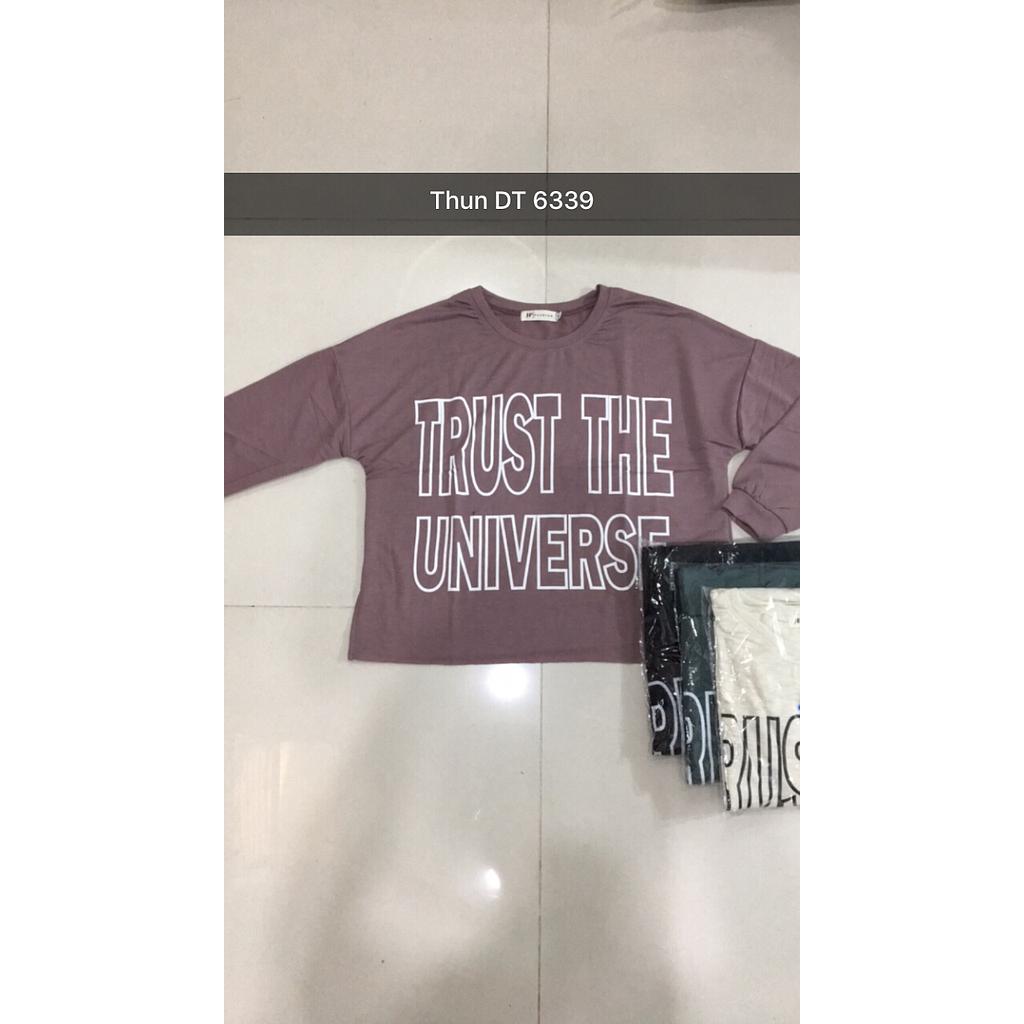 Thun DT 6339
TRUST THE
UNIVERSE